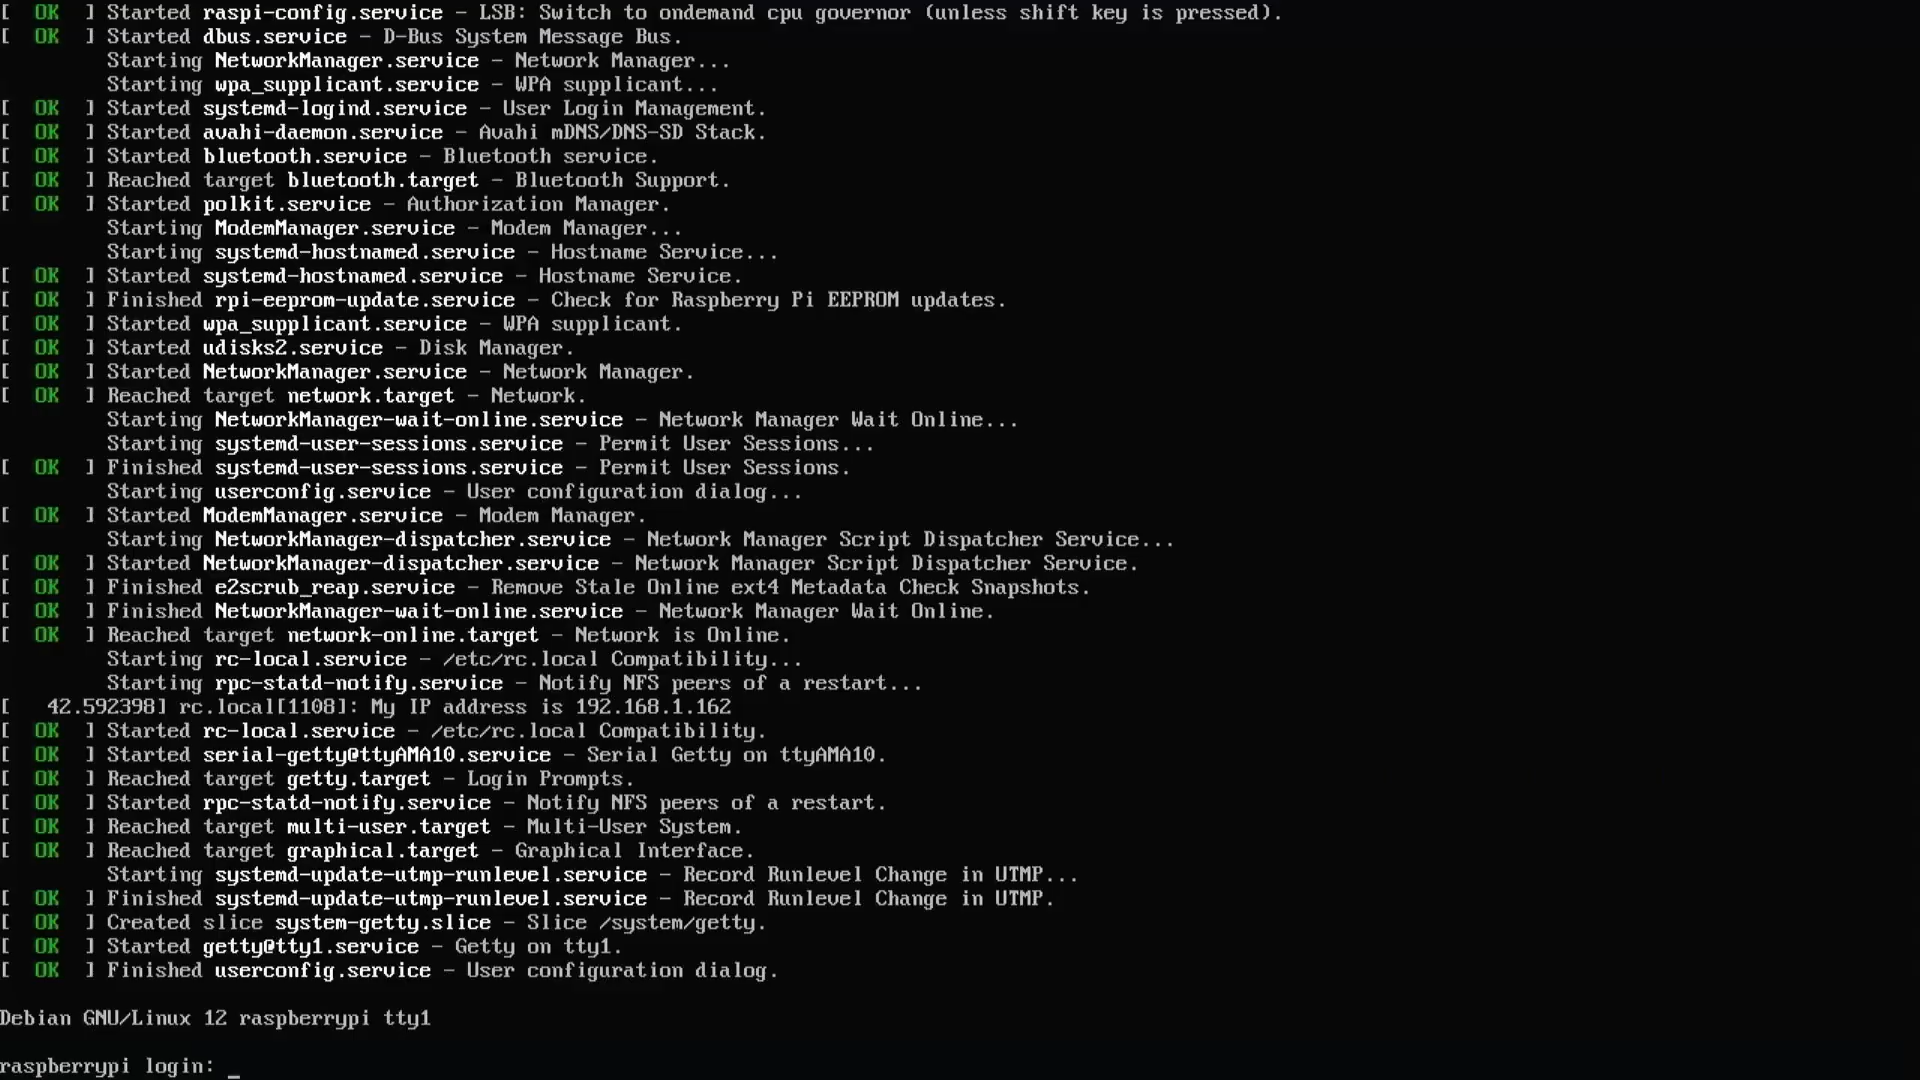 [  OK  ] Started raspi-config.service - LSB: Switch to ondemand cpu governor (unless shift key is pressed).
[  OK  ] Started dbus.service - D-Bus System Message Bus.
         Starting NetworkManager.service - Network Manager...
         Starting wpa_supplicant.service - WPA supplicant...
[  OK  ] Started systemd-logind.service - User Login Management.
[  OK  ] Started avahi-daemon.service - Avahi mDNS/DNS-SD Stack.
[  OK  ] Started bluetooth.service - Bluetooth service.
[  OK  ] Reached target bluetooth.target - Bluetooth Support.
[  OK  ] Started polkit.service - Authorization Manager.
         Starting ModemManager.service - Modem Manager...
         Starting systemd-hostnamed.service - Hostname Service...
[  OK  ] Started systemd-hostnamed.service - Hostname Service.
[  OK  ] Finished rpi-eeprom-update.service - Check for Raspberry Pi EEPROM updates.
[  OK  ] Started wpa_supplicant.service - WPA supplicant.
[  OK  ] Started udisks2.service - Disk Manager.
[  OK  ] Started NetworkManager.service - Network Manager.
[  OK  ] Reached target network.target - Network.
         Starting NetworkManager-wait-online.service - Network Manager Wait Online...
         Starting systemd-user-sessions.service - Permit User Sessions...
[  OK  ] Finished systemd-user-sessions.service - Permit User Sessions.
         Starting userconfig.service - User configuration dialog...
[  OK  ] Started ModemManager.service - Modem Manager.
         Starting NetworkManager-dispatcher.service - Network Manager Script Dispatcher Service...
[  OK  ] Started NetworkManager-dispatcher.service - Network Manager Script Dispatcher Service.
[  OK  ] Finished e2scrub_reap.service - Remove Stale Online ext4 Metadata Check Snapshots.
[  OK  ] Finished NetworkManager-wait-online.service - Network Manager Wait Online.
[  OK  ] Reached target network-online.target - Network is Online.
         Starting rc-local.service - /etc/rc.local Compatibility...
         Starting rpc-statd-notify.service - Notify NFS peers of a restart...
[   42.592398] rc.local[1108]: My IP address is 192.168.1.162
[  OK  ] Started rc-local.service - /etc/rc.local Compatibility.
[  OK  ] Started serial-getty@ttyAMA10.service - Serial Getty on ttyAMA10.
[  OK  ] Reached target getty.target - Login Prompts.
[  OK  ] Started rpc-statd-notify.service - Notify NFS peers of a restart.
[  OK  ] Reached target multi-user.target - Multi-User System.
[  OK  ] Reached target graphical.target - Graphical Interface.
         Starting systemd-update-utmp-runlevel.service - Record Runlevel Change in UTMP...
[  OK  ] Finished systemd-update-utmp-runlevel.service - Record Runlevel Change in UTMP.
[  OK  ] Created slice system-getty.slice - Slice /system/getty.
[  OK  ] Started getty@tty1.service - Getty on tty1.
[  OK  ] Finished userconfig.service - User configuration dialog.

Debian GNU/Linux 12 raspberrypi tty1

raspberrypi login: _